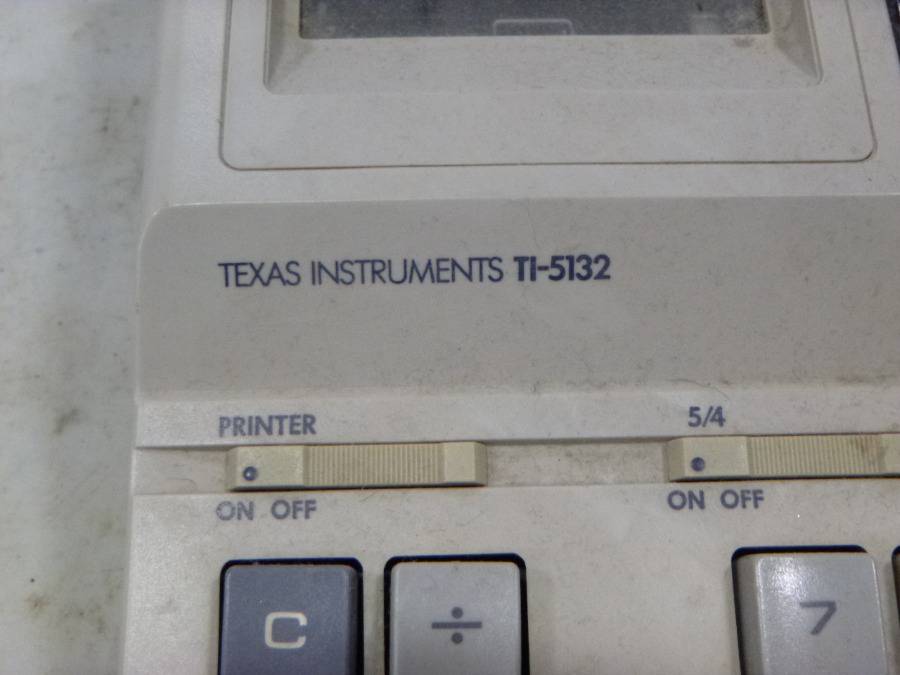 TEXAS INSTRUMENTS TI-5132
PRINTER 5/4
ON OFF ON OFF
C ÷ 7